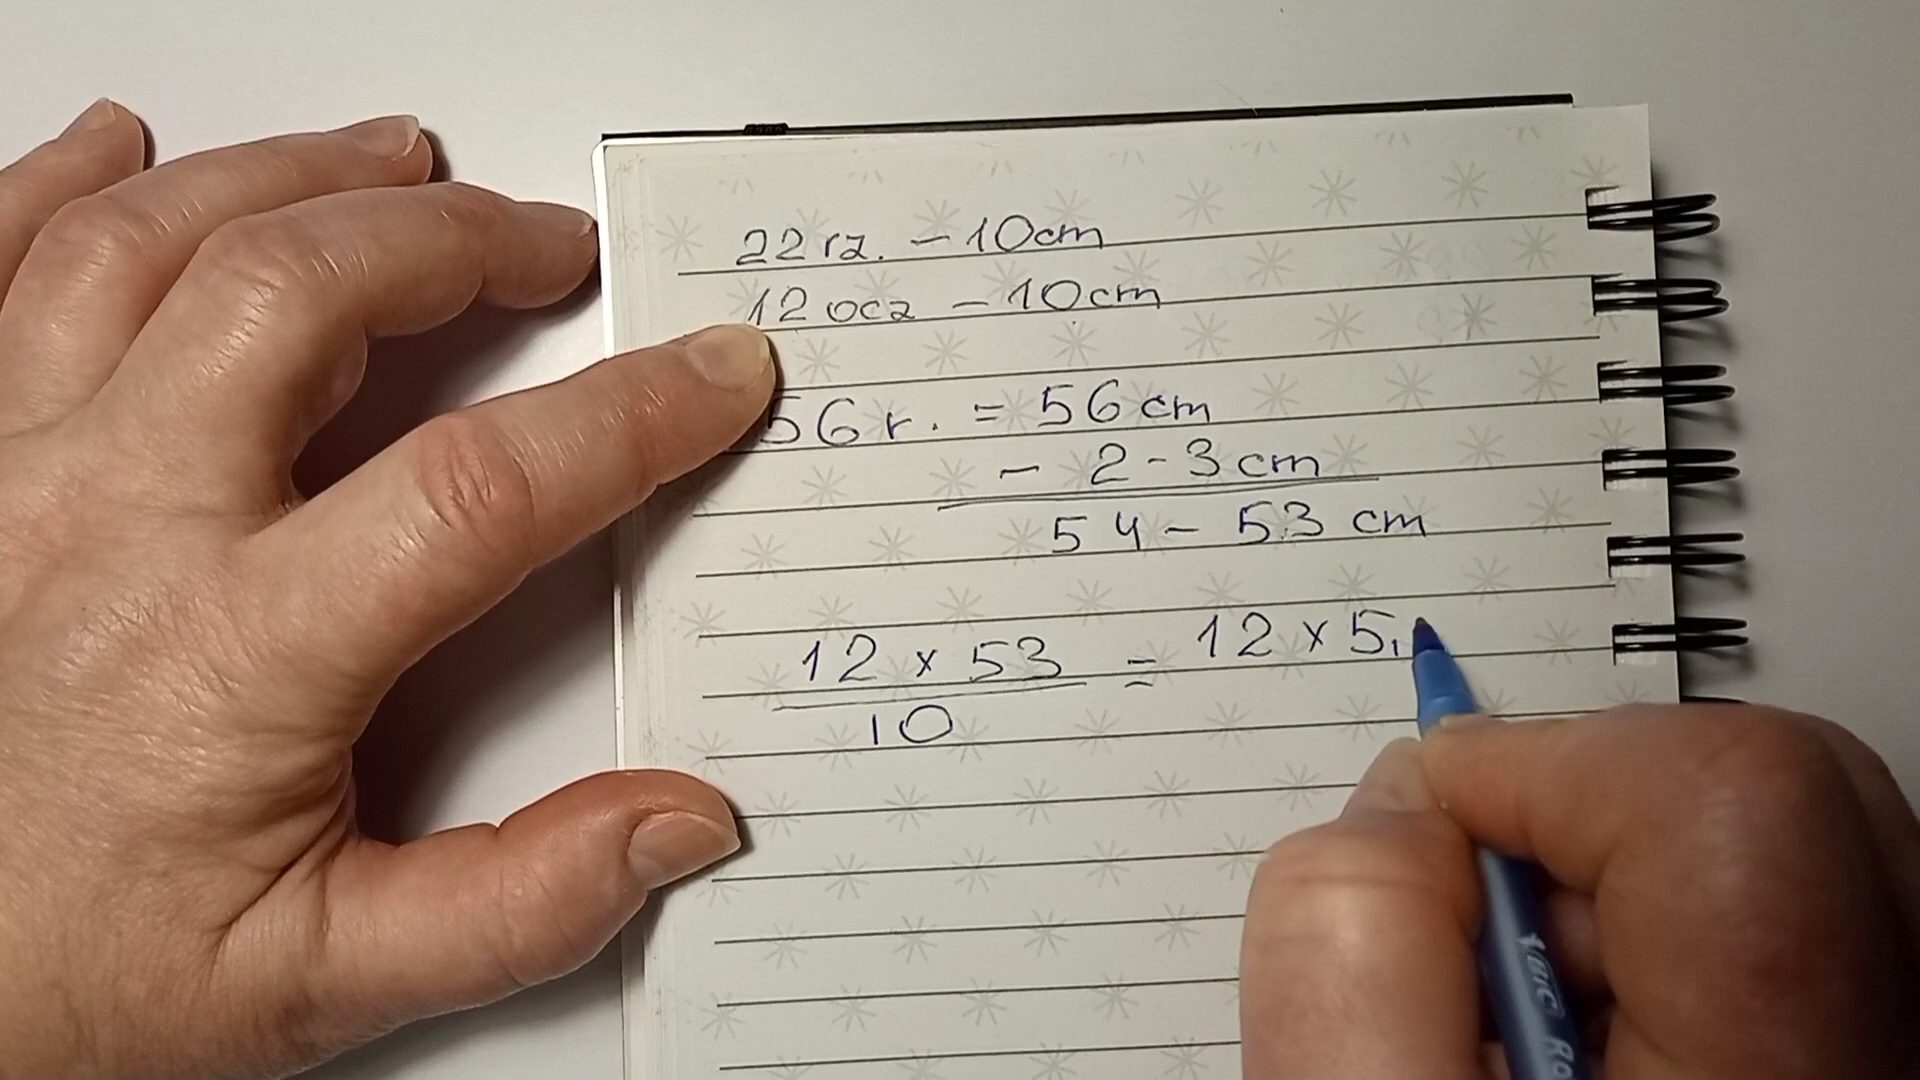 22 rz. - 10cm
12 ocz - 10cm
56 r. = 56 cm
- 2-3 cm
54 - 53 cm
12 x 53 = 12 x 5,
10
BIC